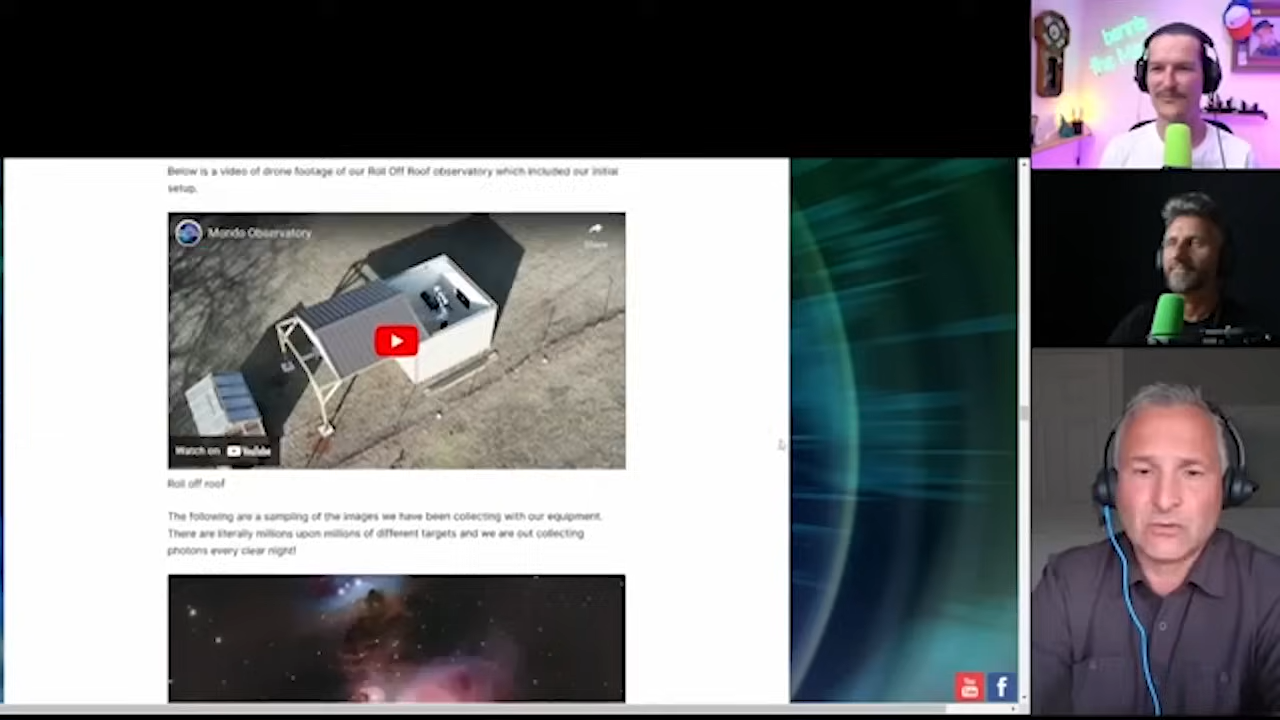 Below is a video of drone footage of our Roll Off Roof observatory which included our initial
setup.
Mondo Observatory
Share
Watch on YouTube
Roll off roof
The following are a sampling of the images we have been collecting with our equipment.
There are literally millions upon millions of different targets and we are out collecting
photons every clear night!
You
f